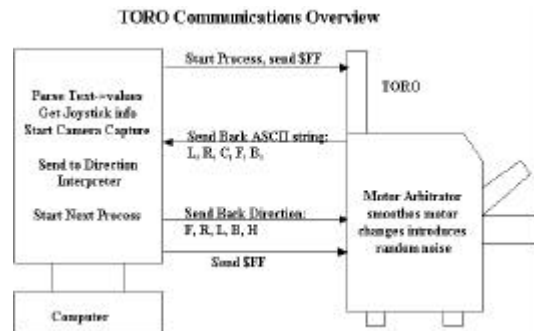 TORO Communications Overview
Start Process, send $FF
Parse Text->values
Get Joystick info
Start Camera Capture
TORO
Send Back ASCII string:
L, R, C, F, B,
Send to Direction
Interpreter
Motor Arbitrator
smoothes motor
changes introduces
random noise
Start Next Process
Send Back Direction:
F, R, L, B, H
Send $FF
Computer